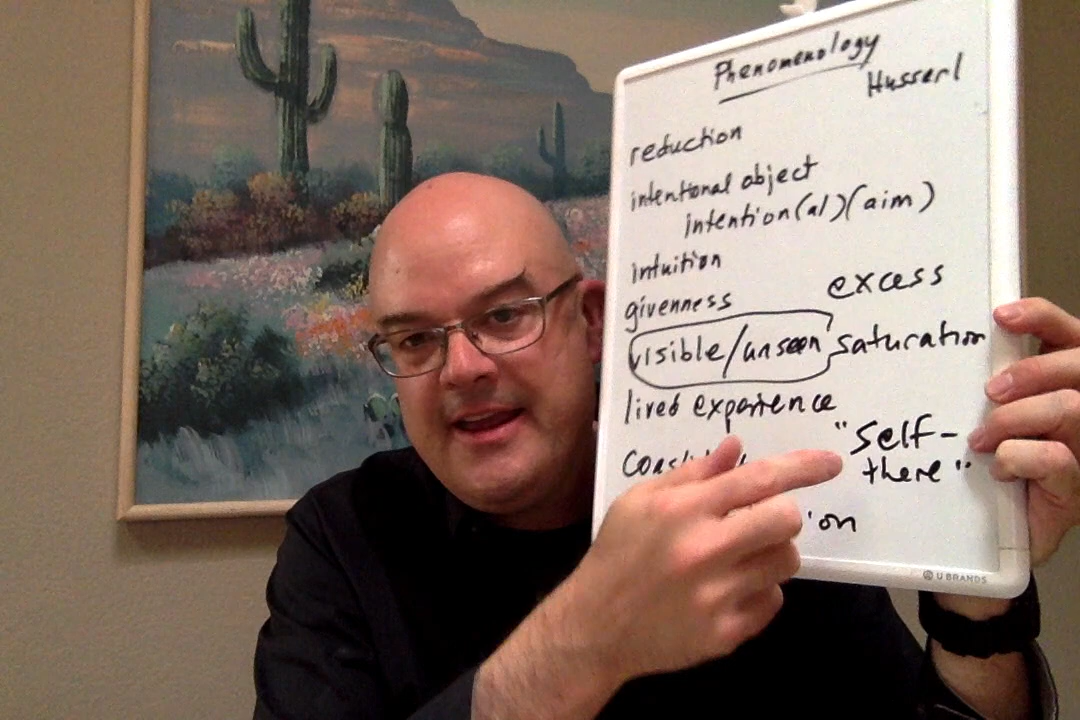 Phenomenology
Husserl
reduction
intentional object
intention(al)(aim)
intuition
givenness
excess
visible/unseen
saturation
lived experience
"Self-
there"
U BRANDS